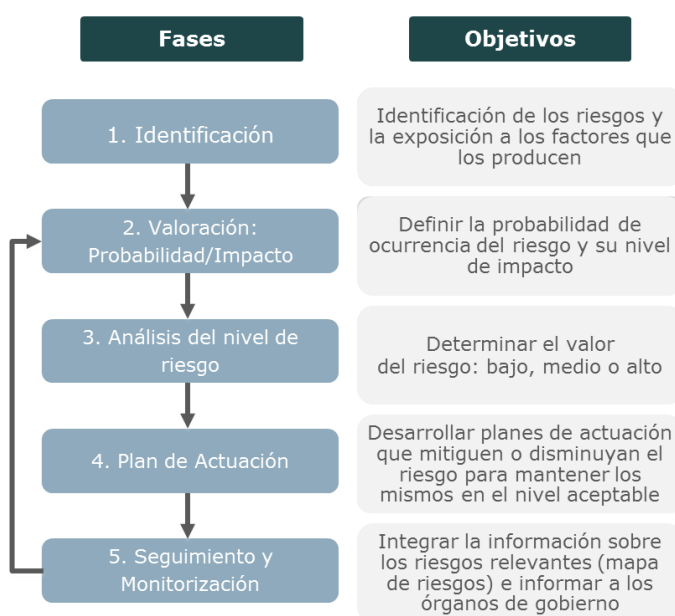 Fases
Objetivos
1. Identificación
Identificación de los riesgos y
la exposición a los factores que
los producen
2. Valoración:
Probabilidad/Impacto
Definir la probabilidad de
ocurrencia del riesgo y su nivel
de impacto
3. Análisis del nivel de
riesgo
Determinar el valor
del riesgo: bajo, medio o alto
4. Plan de Actuación
Desarrollar planes de actuación
que mitiguen o disminuyan el
riesgo para mantener los
mismos en el nivel aceptable
5. Seguimiento y
Monitorización
Integrar la información sobre
los riesgos relevantes (mapa
de riesgos) e informar a los
órganos de gobierno